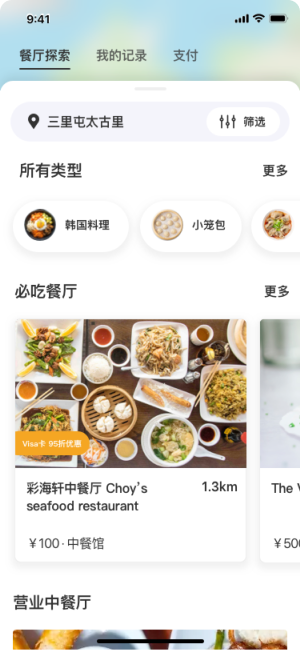 9:41
餐厅探索 我的记录 支付
三里屯太古里 筛选
所有类型 更多
韩国料理 小笼包
必吃餐厅 更多
Visa卡 95折优惠
彩海轩中餐厅 Choy's 1.3km The
seafood restaurant
￥100·中餐馆 ￥500
营业中餐厅